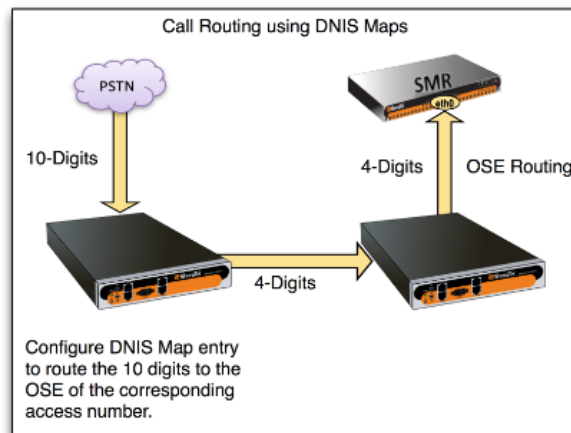 Call Routing using DNIS Maps
PSTN
SMR
eth0
10-Digits
4-Digits
OSE Routing
4-Digits
Configure DNIS Map entry
to route the 10 digits to the
OSE of the corresponding
access number.